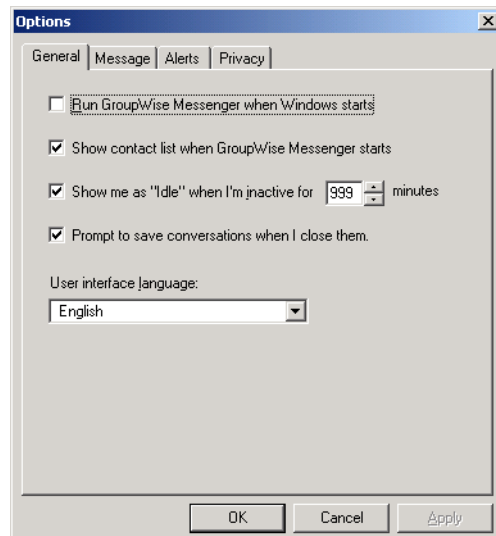 Options
General Message Alerts Privacy
Run GroupWise Messenger when Windows starts
Show contact list when GroupWise Messenger starts
Show me as "Idle" when I'm inactive for 999 minutes
Prompt to save conversations when I close them.
User interface language:
English
OK Cancel Apply